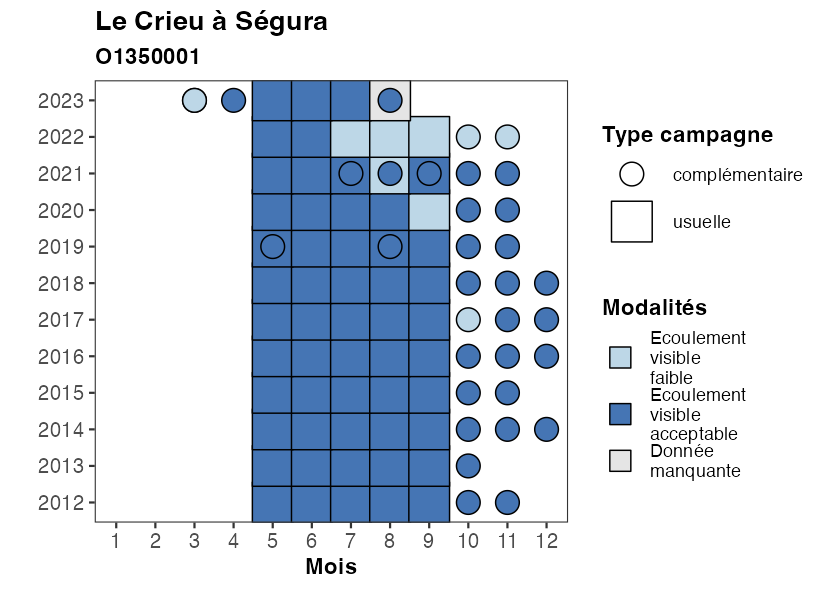 Le Crieu à Ségura
O1350001
2023
2022
2021
2020
2019
2018
2017
2016
2015
2014
2013
2012
1 2 3 4 5 6 7 8 9 10 11 12
Mois
Type campagne
complémentaire
usuelle
Modalités
Ecoulement
visible
faible
Ecoulement
visible
acceptable
Donnée
manquante